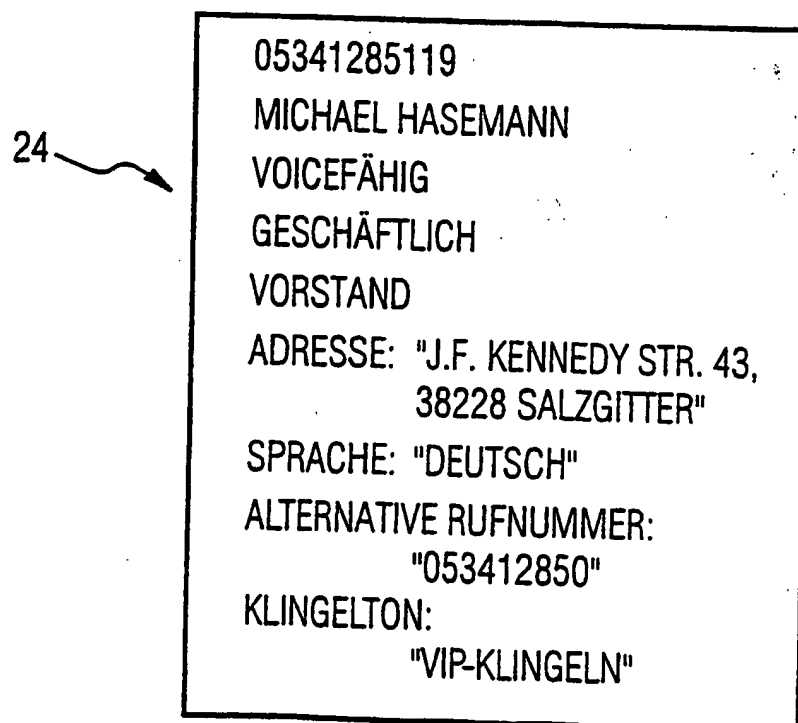 05341285119
MICHAEL HASEMANN
24
VOICEFÄHIG
GESCHÄFTLICH
VORSTAND
ADRESSE: "J.F. KENNEDY STR. 43,
38228 SALZGITTER"
SPRACHE: "DEUTSCH"
ALTERNATIVE RUFNUMMER:
"053412850"
KLINGELTON:
"VIP-KLINGELN"